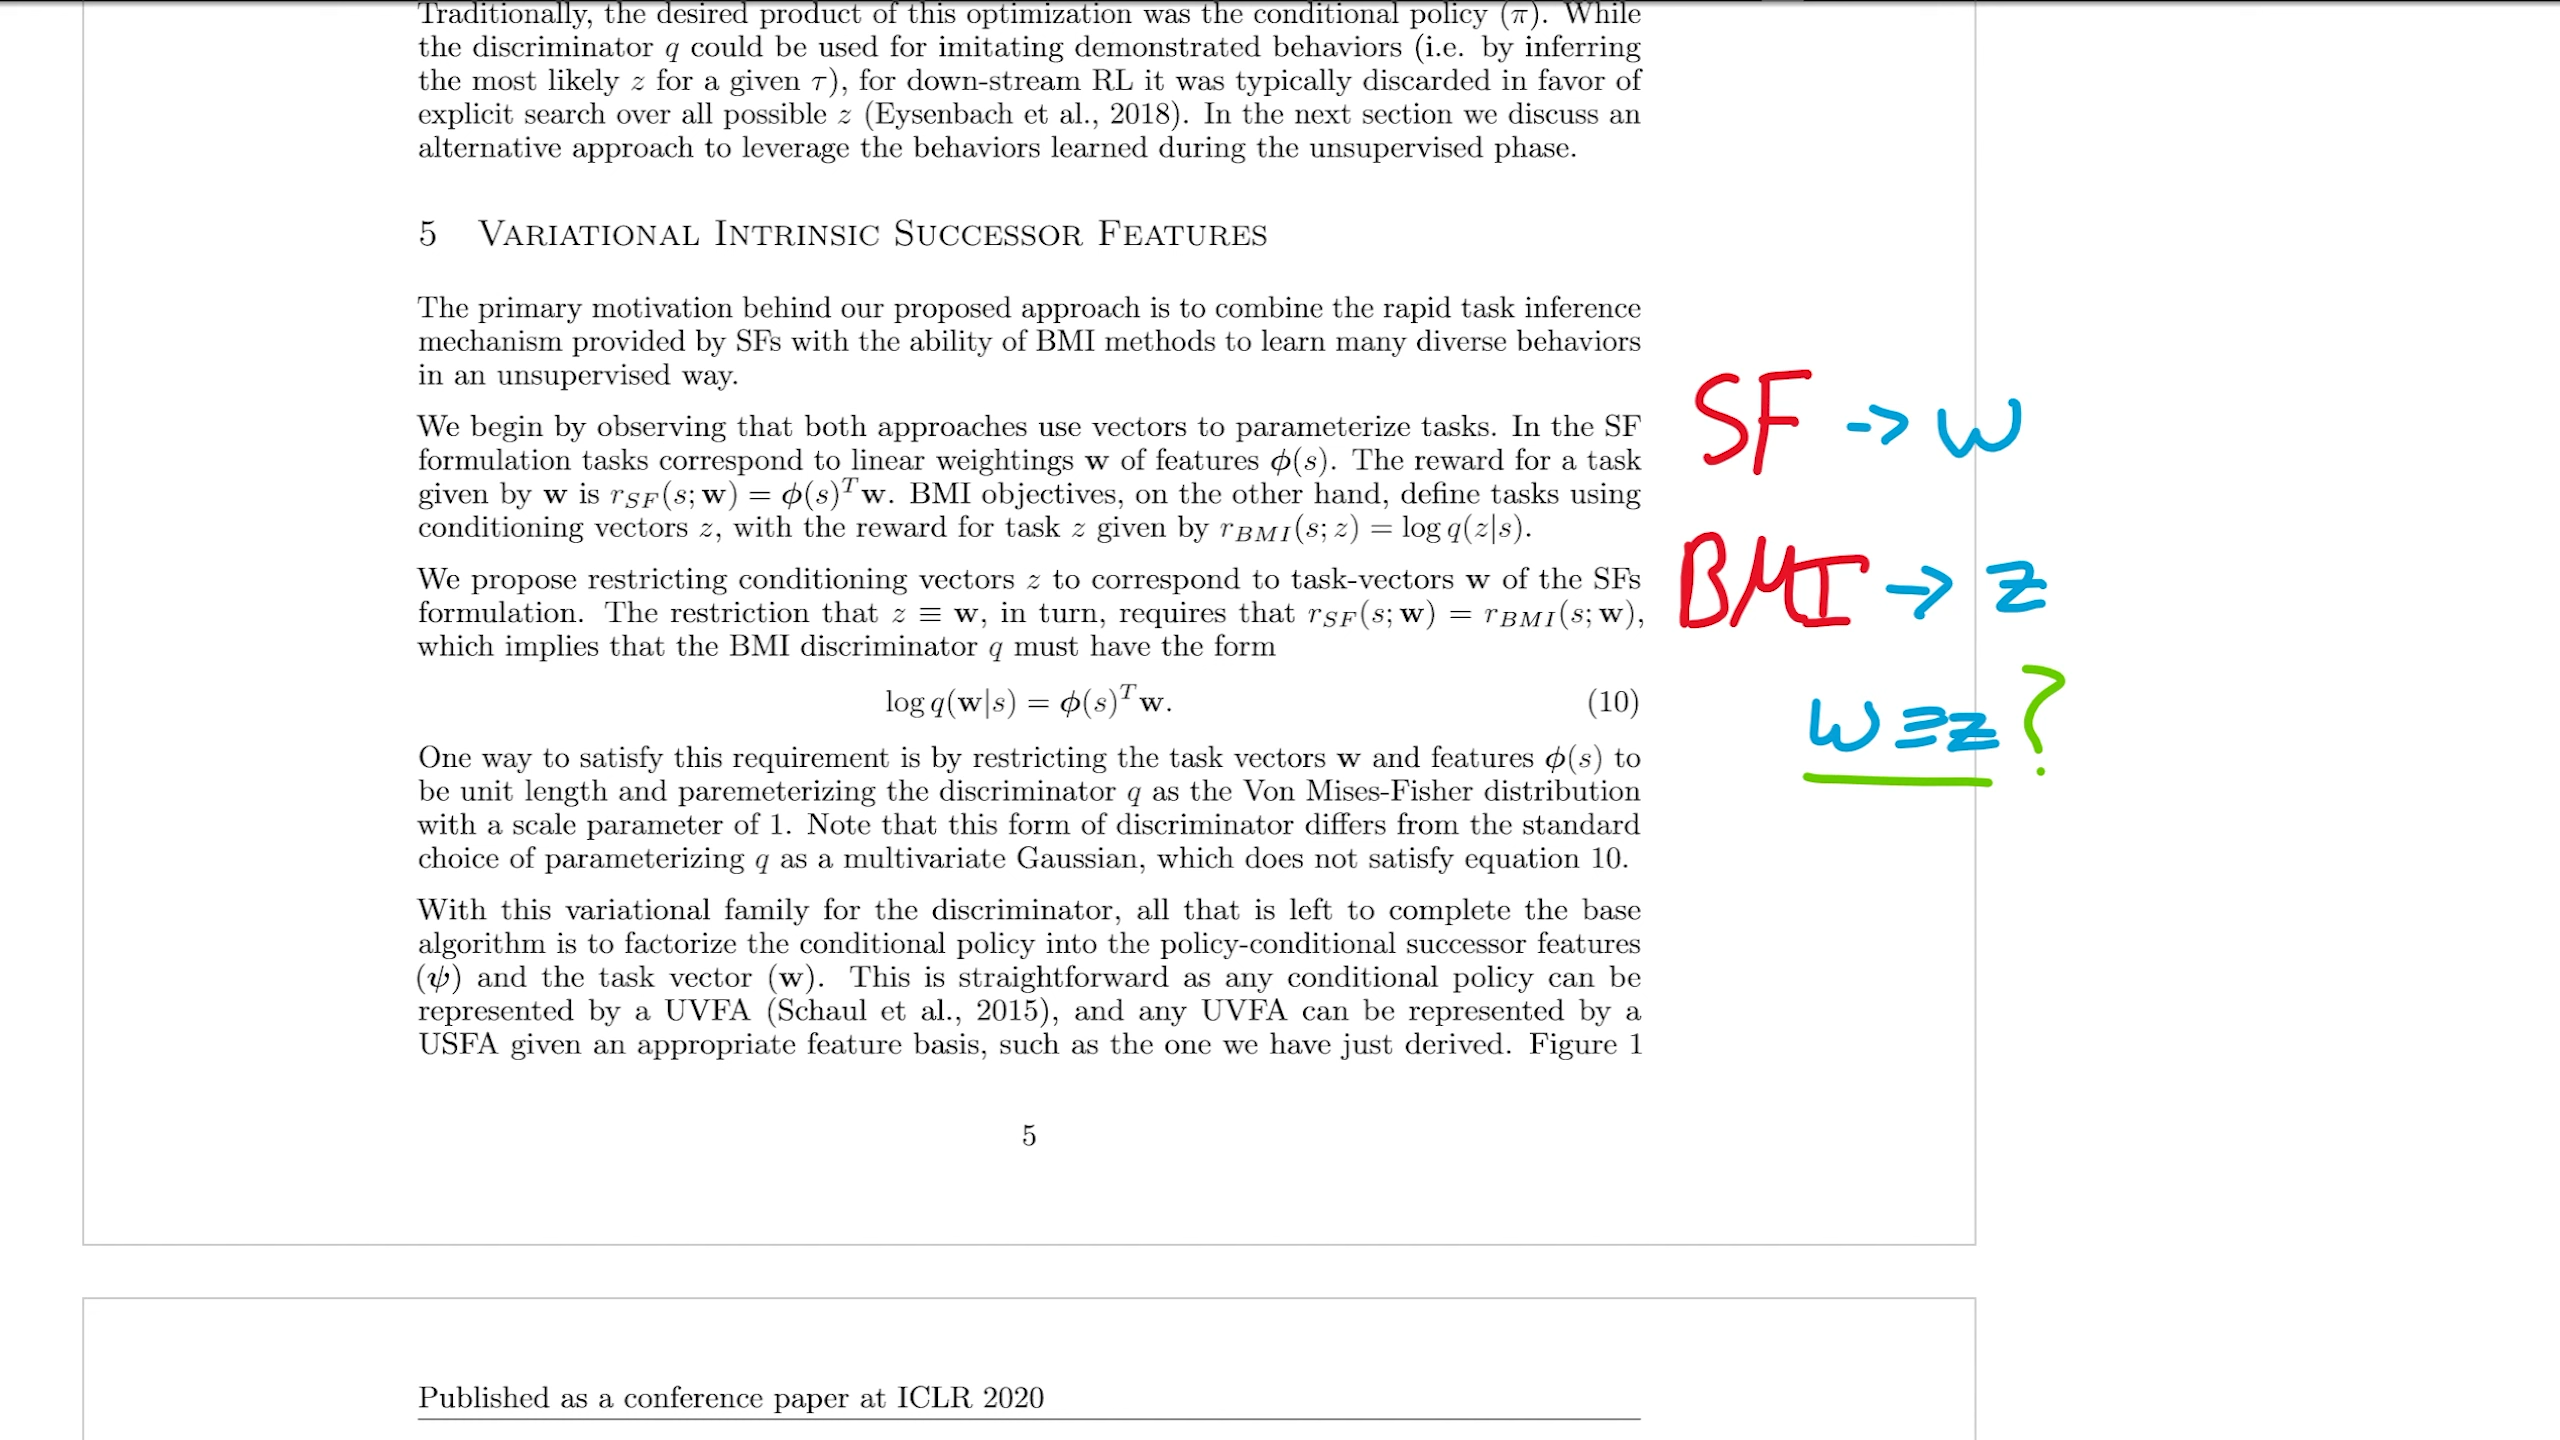 Traditionally, the desired product of this optimization was the conditional policy (π). While
the discriminator q could be used for imitating demonstrated behaviors (i.e. by inferring
the most likely z for a given τ), for down-stream RL it was typically discarded in favor of
explicit search over all possible z (Eysenbach et al., 2018). In the next section we discuss an
alternative approach to leverage the behaviors learned during the unsupervised phase.
5 VARIATIONAL INTRINSIC SUCCESSOR FEATURES
The primary motivation behind our proposed approach is to combine the rapid task inference
mechanism provided by SFs with the ability of BMI methods to learn many diverse behaviors
in an unsupervised way.
We begin by observing that both approaches use vectors to parameterize tasks. In the SF
formulation tasks correspond to linear weightings w of features ϕ(s). The reward for a task
given by w is r_SF(s; w) = ϕ(s)^T w. BMI objectives, on the other hand, define tasks using
conditioning vectors z, with the reward for task z given by r_BMI(s; z) = log q(z|s).
We propose restricting conditioning vectors z to correspond to task-vectors w of the SFs
formulation. The restriction that z ≡ w, in turn, requires that r_SF(s; w) = r_BMI(s; w),
which implies that the BMI discriminator q must have the form
log q(w|s) = ϕ(s)^T w. (10)
One way to satisfy this requirement is by restricting the task vectors w and features ϕ(s) to
be unit length and paremeterizing the discriminator q as the Von Mises-Fisher distribution
with a scale parameter of 1. Note that this form of discriminator differs from the standard
choice of parameterizing q as a multivariate Gaussian, which does not satisfy equation 10.
With this variational family for the discriminator, all that is left to complete the base
algorithm is to factorize the conditional policy into the policy-conditional successor features
(ψ) and the task vector (w). This is straightforward as any conditional policy can be
represented by a UVFA (Schaul et al., 2015), and any UVFA can be represented by a
USFA given an appropriate feature basis, such as the one we have just derived. Figure 1
5
SF → w
BMI → z
w ≡ z ?
Published as a conference paper at ICLR 2020